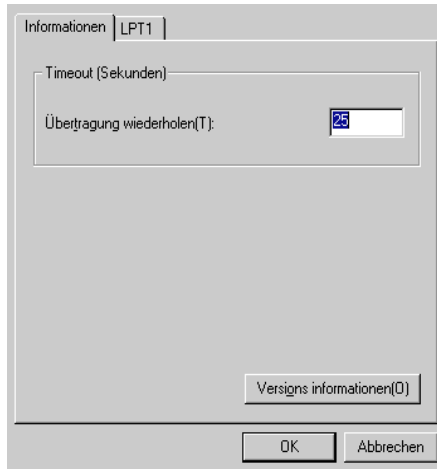 Informationen LPT1
Timeout (Sekunden)
Übertragung wiederholen(T): 25
Versions informationen(O)
OK Abbrechen